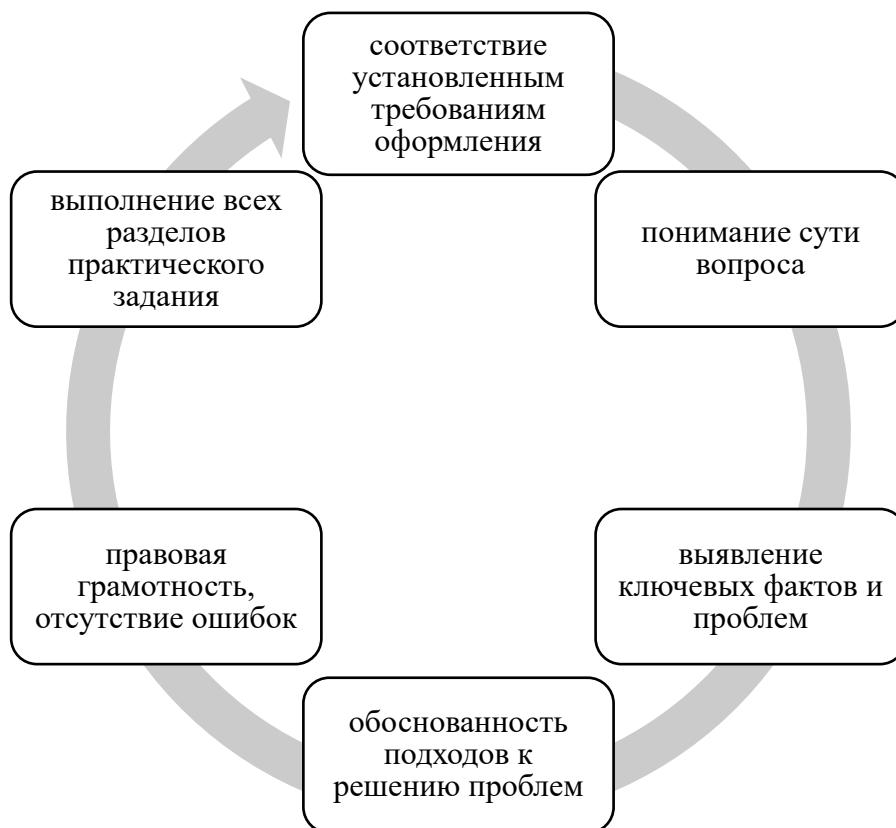 соответствие
установленным
требованиям
оформления
понимание сути
вопроса
выявление
ключевых фактов и
проблем
обоснованность
подходов к
решению проблем
правовая
грамотность,
отсутствие ошибок
выполнение всех
разделов
практического
задания